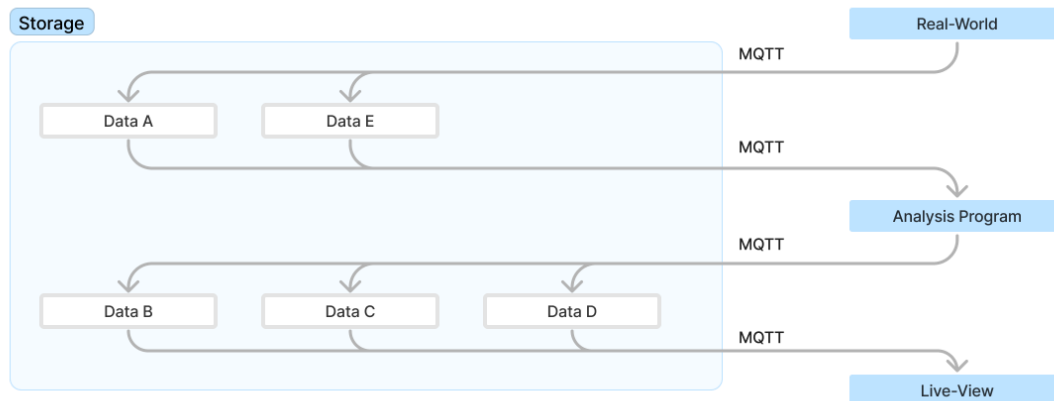 Storage
Real-World
MQTT
Data A
Data E
MQTT
Analysis Program
MQTT
Data B
Data C
Data D
MQTT
Live-View